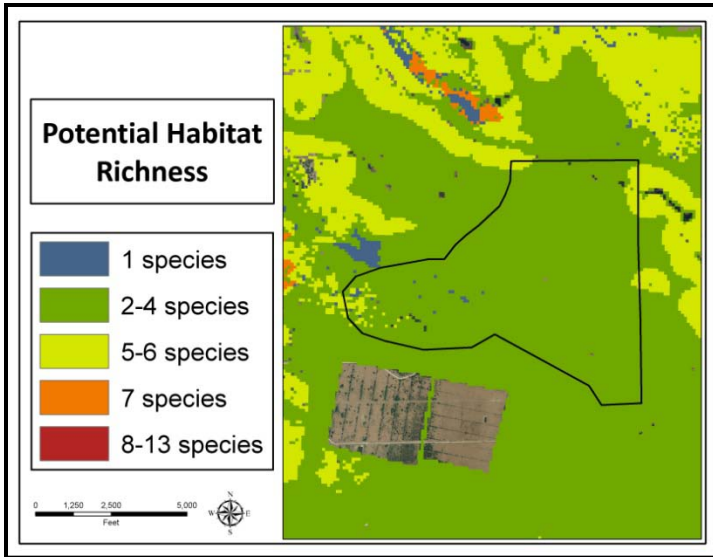 Potential Habitat
Richness
1 species
2-4 species
5-6 species
7 species
8-13 species
0 1,250 2,500 5,000
Feet
N
W E
S